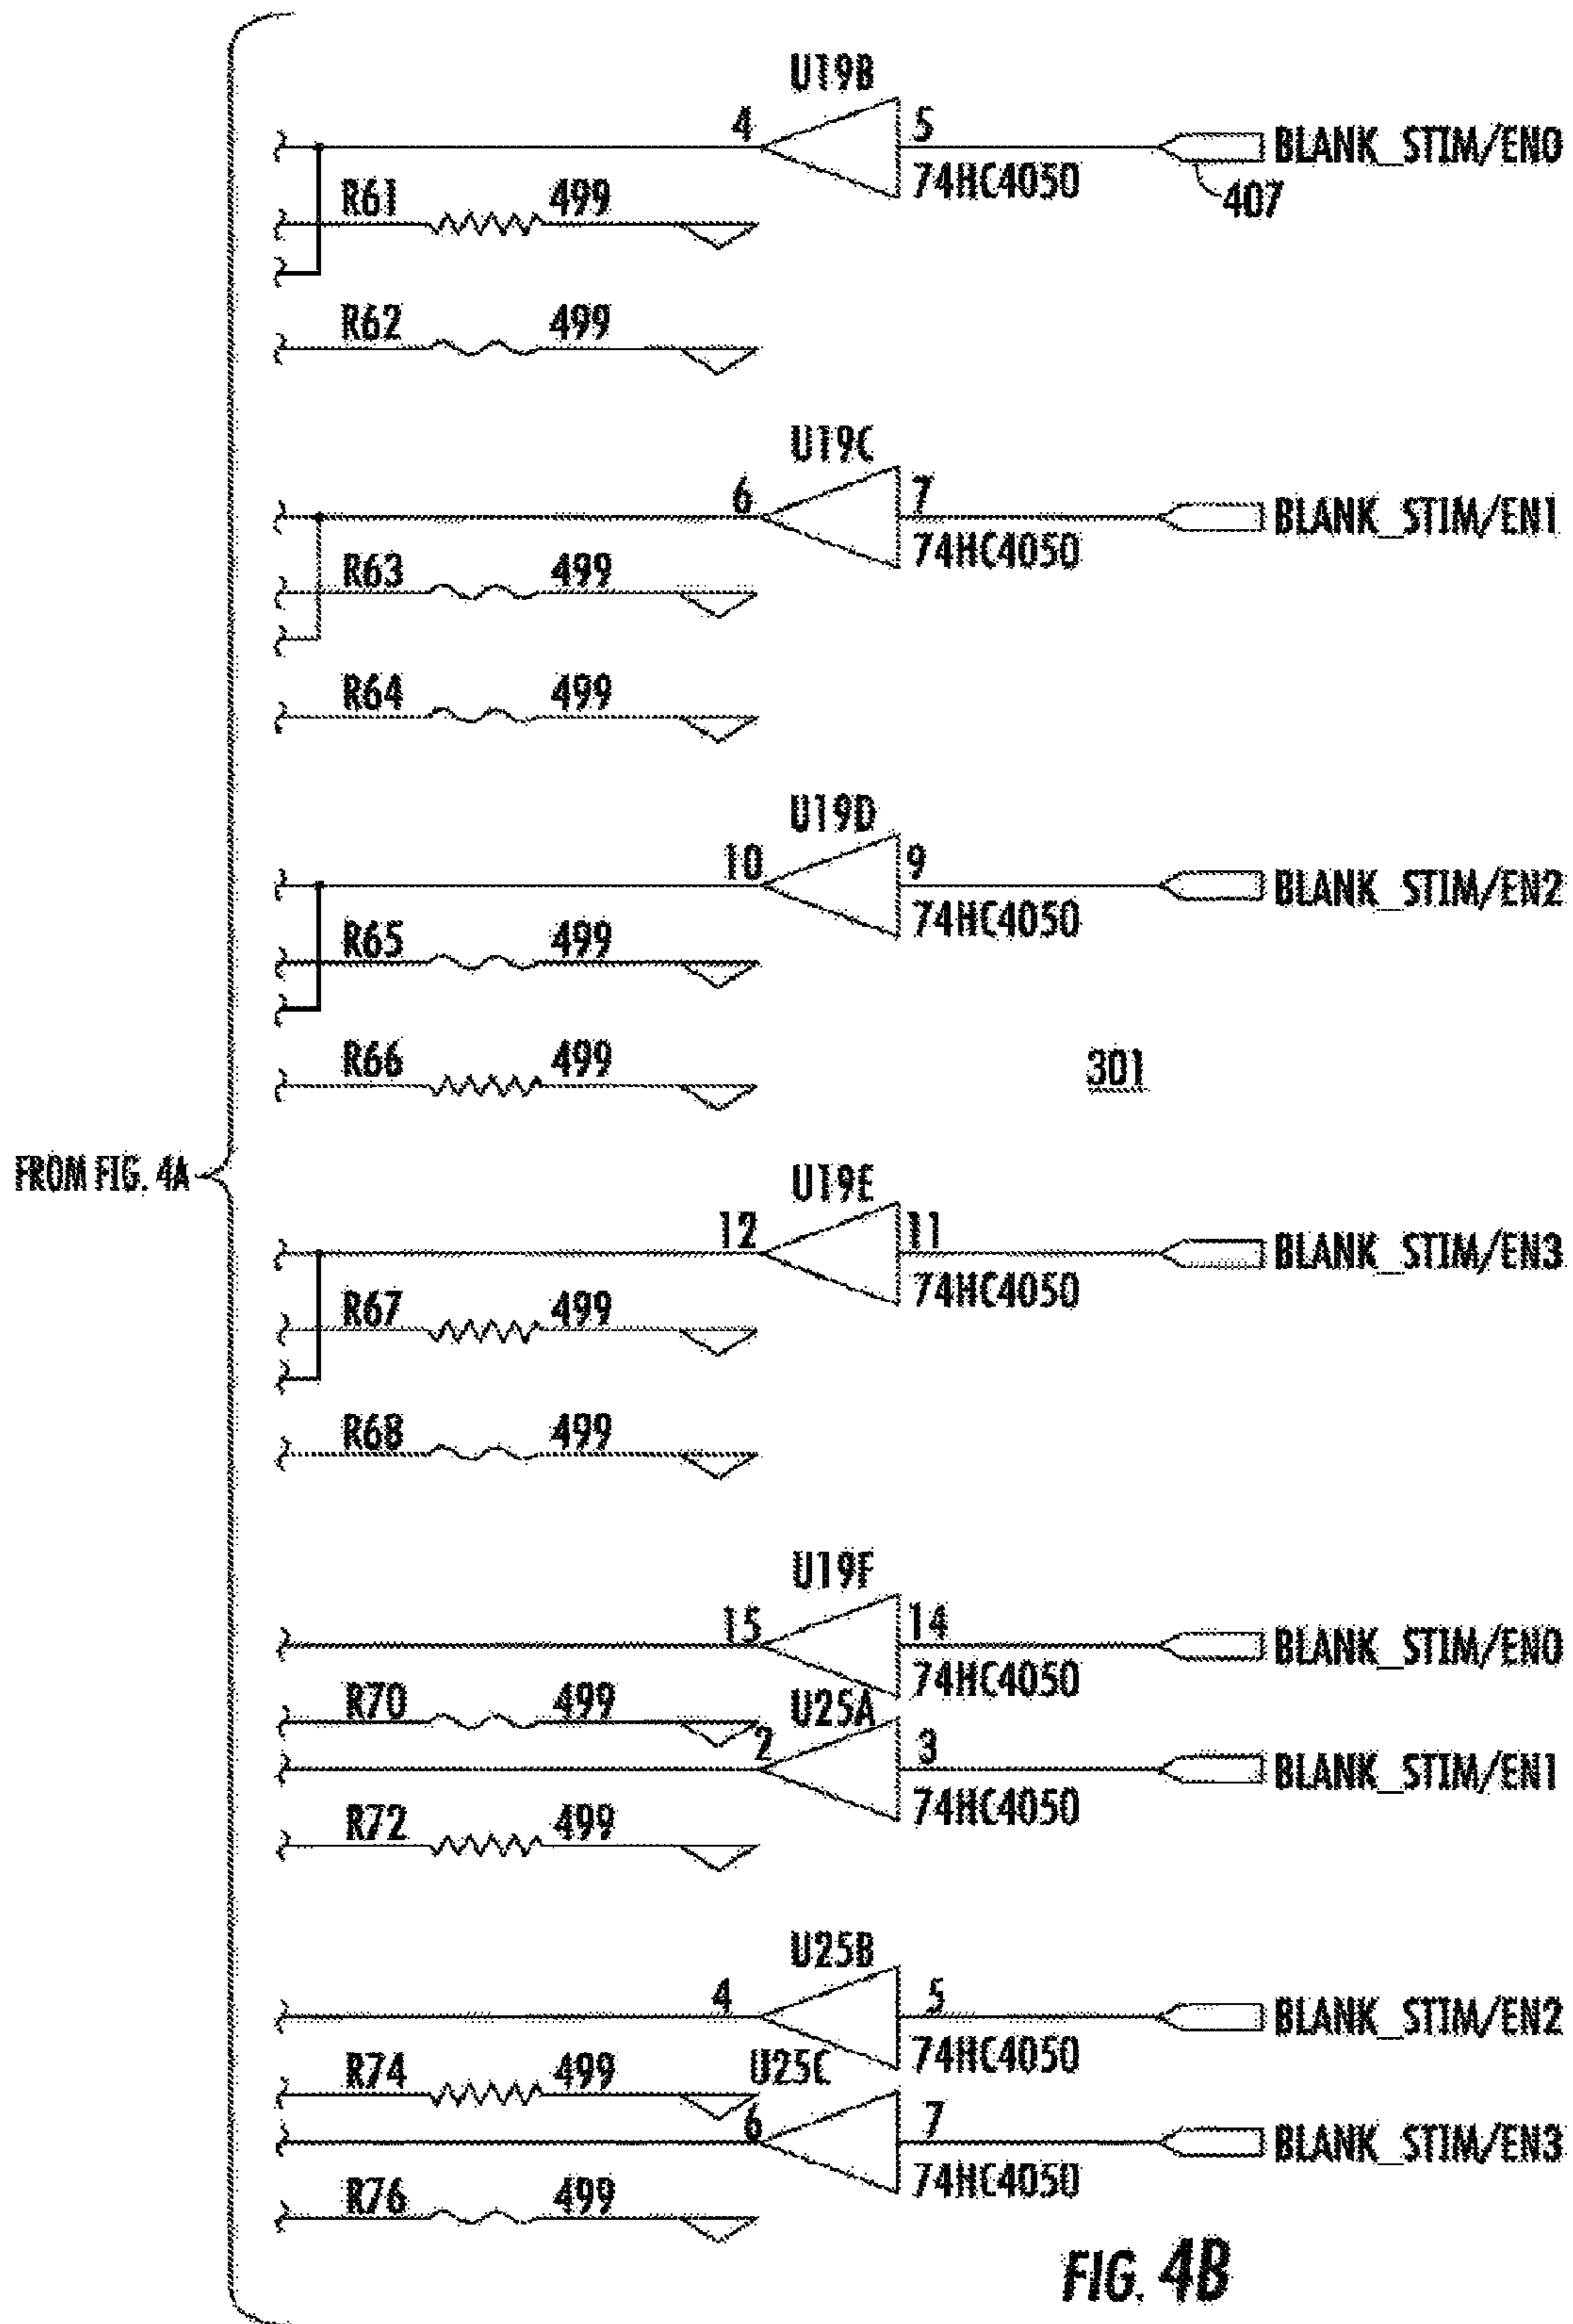 U19B
4 5 BLANK_STIM/EN0
74HC4050
407
R61 499
R62 499
U19C
6 7 BLANK_STIM/EN1
74HC4050
R63 499
R64 499
U19D
10 9 BLANK_STIM/EN2
74HC4050
R65 499
R66 499
301
FROM FIG. 4A
U19E
12 11 BLANK_STIM/EN3
74HC4050
R67 499
R68 499
U19F
15 14 BLANK_STIM/EN0
74HC4050
R70 499
U25A
2 3 BLANK_STIM/EN1
74HC4050
R72 499
U25B
4 5 BLANK_STIM/EN2
74HC4050
R74 499
U25C
6 7 BLANK_STIM/EN3
74HC4050
R76 499
FIG. 4B